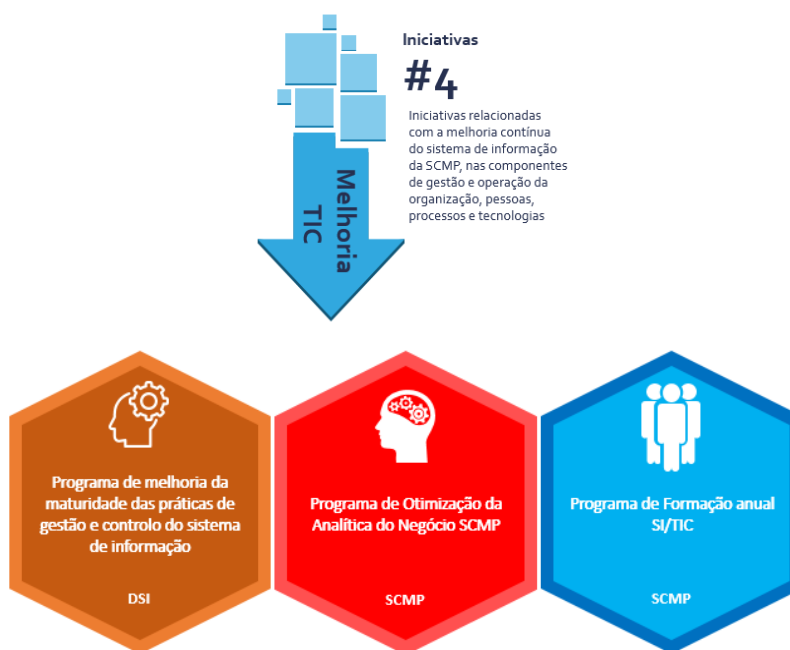 Iniciativas
#4
Iniciativas relacionadas
com a melhoria contínua
do sistema de informação
da SCMP, nas componentes
de gestão e operação da
organização, pessoas,
processos e tecnologias
Melhoria
TIC
Programa de melhoria da
maturidade das práticas de
gestão e controlo do sistema
de informação
DSI
Programa de Otimização da
Analítica do Negócio SCMP
SCMP
Programa de Formação anual
SI/TIC
SCMP